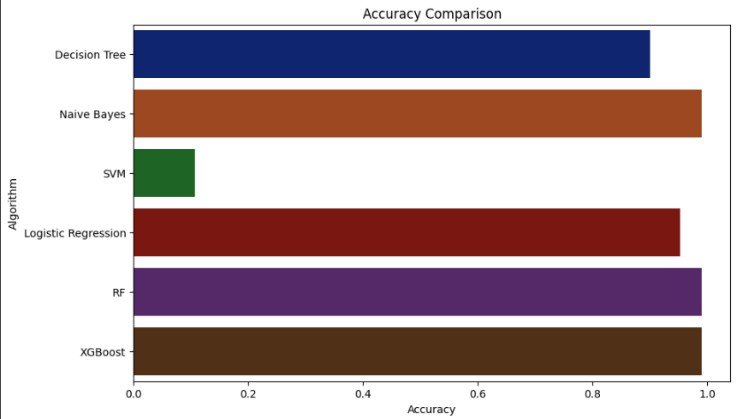 Accuracy Comparison
Algorithm
Decision Tree
Naive Bayes
SVM
Logistic Regression
RF
XGBoost
0.0 0.2 0.4 0.6 0.8 1.0
Accuracy